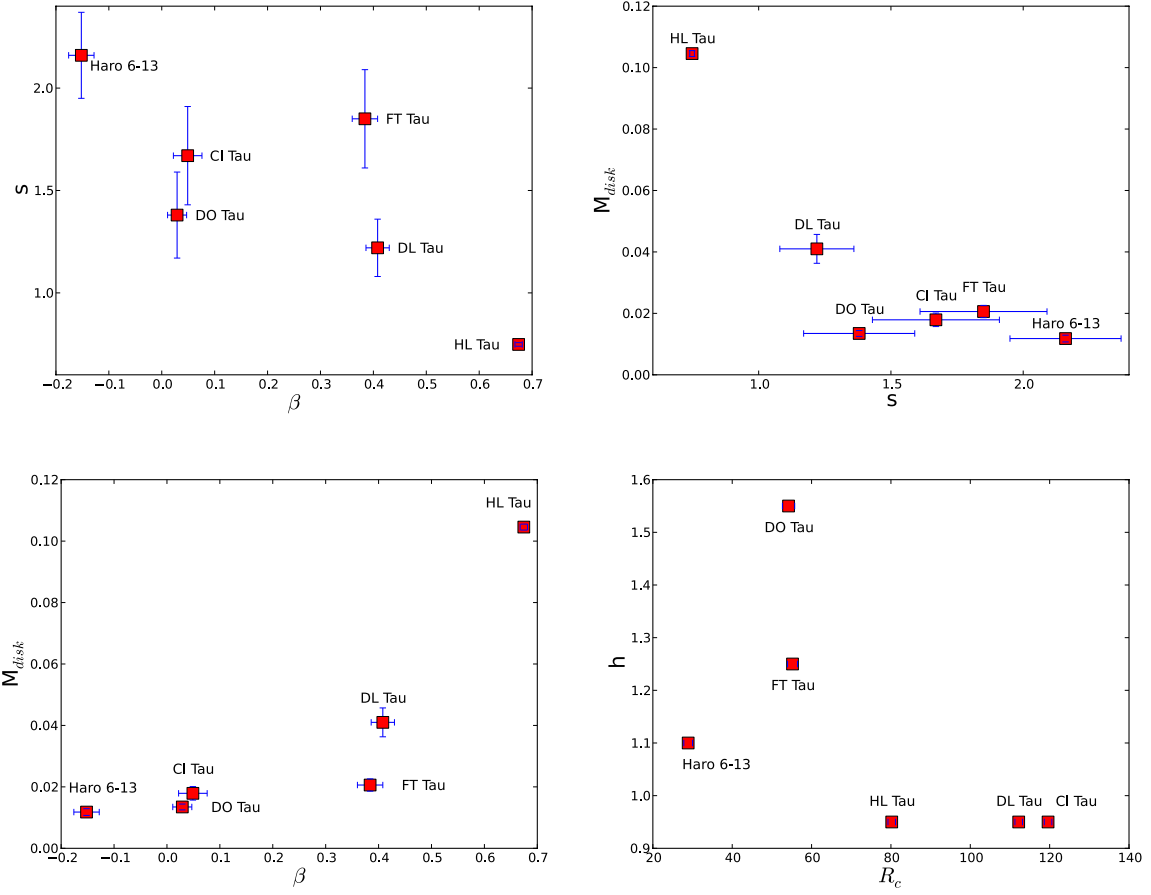 s
2.0
1.5
1.0
Haro 6-13
CI Tau
DO Tau
FT Tau
DL Tau
HL Tau
−0.2 −0.1 0.0 0.1 0.2 0.3 0.4 0.5 0.6 0.7
β
M_disk
0.12
0.10
0.08
0.06
0.04
0.02
0.00
HL Tau
DL Tau
DO Tau
CI Tau
FT Tau
Haro 6-13
1.0 1.5 2.0
s
M_disk
0.12
0.10
0.08
0.06
0.04
0.02
0.00
HL Tau
DL Tau
CI Tau
Haro 6-13
DO Tau
FT Tau
−0.2 −0.1 0.0 0.1 0.2 0.3 0.4 0.5 0.6 0.7
β
h
1.6
1.5
1.4
1.3
1.2
1.1
1.0
0.9
DO Tau
FT Tau
Haro 6-13
HL Tau
DL Tau
CI Tau
20 40 60 80 100 120 140
R_c